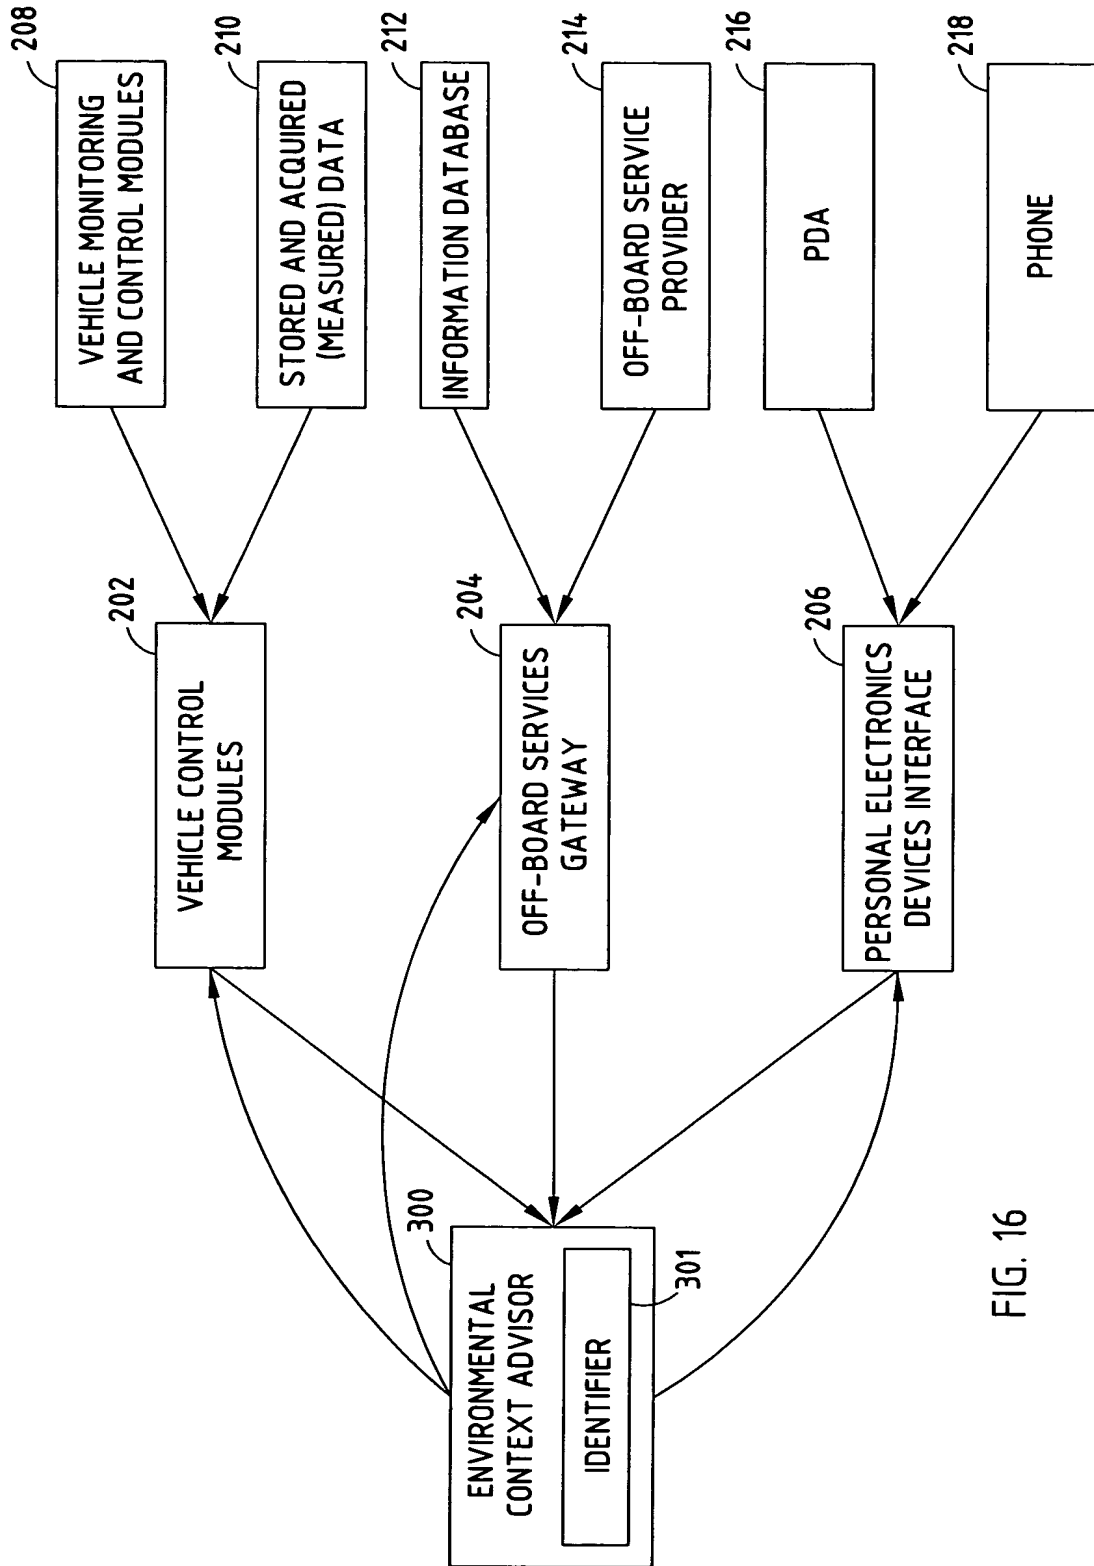 208
VEHICLE MONITORING
AND CONTROL MODULES
210
STORED AND ACQUIRED
(MEASURED) DATA
212
INFORMATION DATABASE
214
OFF-BOARD SERVICE
PROVIDER
216
PDA
218
PHONE
202
VEHICLE CONTROL
MODULES
204
OFF-BOARD SERVICES
GATEWAY
206
PERSONAL ELECTRONICS
DEVICES INTERFACE
300
ENVIRONMENTAL
CONTEXT ADVISOR
301
IDENTIFIER
FIG. 16